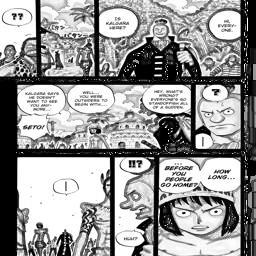 HI,
EVERY-
ONE.
IS
KALGARA
HERE?
??
?
HEY, WHAT'S
WRONG?
EVERYONE'S SO
STANDOFFISH ALL
OF A SUDDEN.
WELL...
YOU WERE
OUTSIDERS TO
BEGIN WITH...
KALGARA SAYS
HE DOESN'T
WANT TO SEE
YOU ANY-
MORE...
SETO!
!
HOW
LONG...
...BEFORE
YOU
PEOPLE
GO HOME?
!!?
HUH?
!